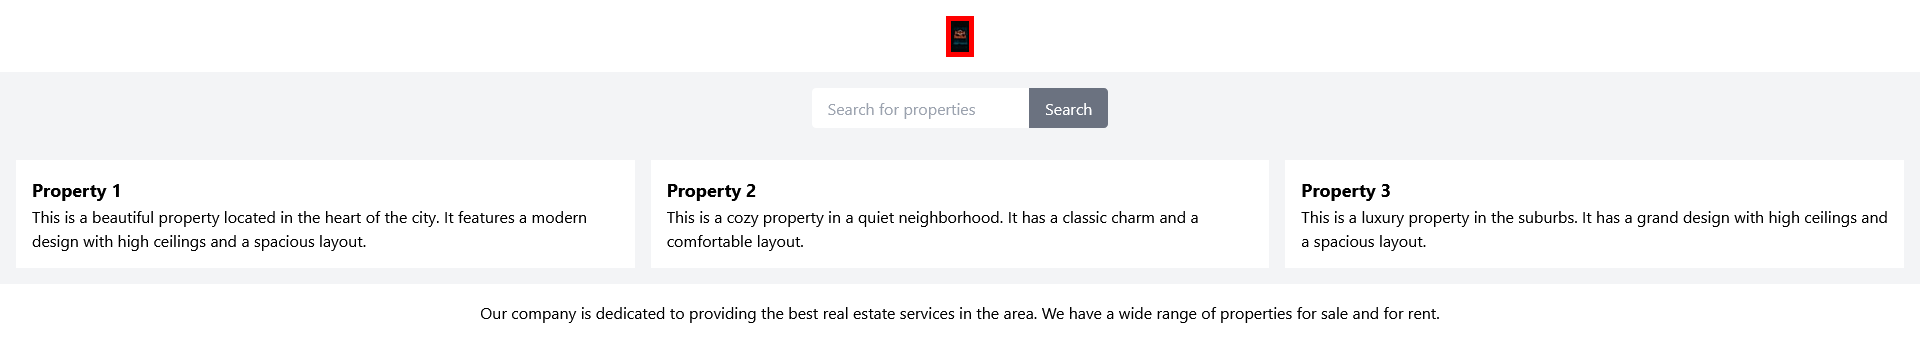 Search for properties
Search
Property 1
This is a beautiful property located in the heart of the city. It features a modern
design with high ceilings and a spacious layout.
Property 2
This is a cozy property in a quiet neighborhood. It has a classic charm and a
comfortable layout.
Property 3
This is a luxury property in the suburbs. It has a grand design with high ceilings and
a spacious layout.
Our company is dedicated to providing the best real estate services in the area. We have a wide range of properties for sale and for rent.